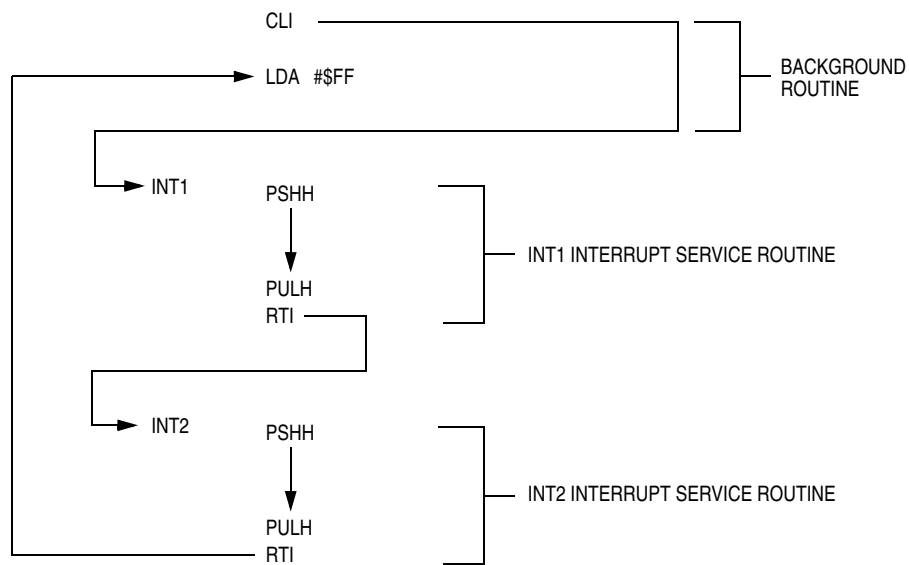 CLI
BACKGROUND
ROUTINE
LDA #$FF
INT1
PSHH
INT1 INTERRUPT SERVICE ROUTINE
PULH
RTI
INT2
PSHH
INT2 INTERRUPT SERVICE ROUTINE
PULH
RTI